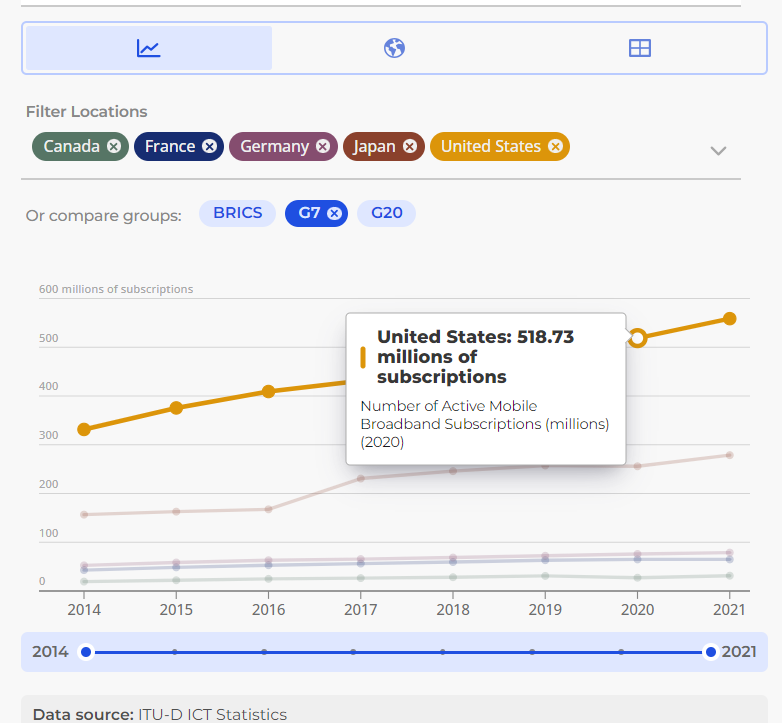 Filter Locations
Canada France Germany Japan United States
Or compare groups: BRICS G7 G20
600 millions of subscriptions
500
400
300
200
100
0
United States: 518.73
millions of
subscriptions
Number of Active Mobile
Broadband Subscriptions (millions)
(2020)
2014 2015 2016 2017 2018 2019 2020 2021
2014 2021
Data source: ITU-D ICT Statistics